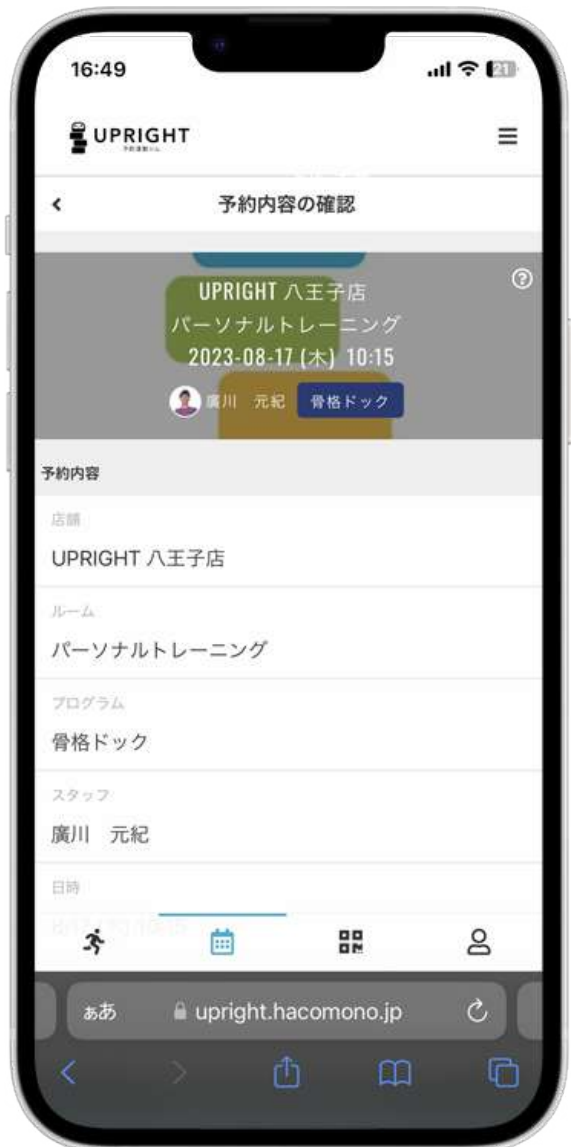 16:49
21
UPRIGHT
予約内容の確認
UPRIGHT 八王子店
パーソナルトレーニング
2023-08-17 (木) 10:15
廣川 元紀 骨格ドック
予約内容
店舗
UPRIGHT 八王子店
ルーム
パーソナルトレーニング
プログラム
骨格ドック
スタッフ
廣川 元紀
日時
ぁあ upright.hacomono.jp